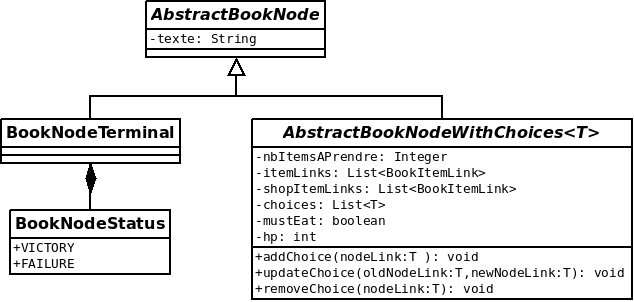 AbstractBookNode
-texte: String
BookNodeTerminal
BookNodeStatus
+VICTORY
+FAILURE
AbstractBookNodeWithChoices<T>
-nbItemsAPrendre: Integer
-itemLinks: List<BookItemLink>
-shopItemLinks: List<BookItemLink>
-choices: List<T>
-mustEat: boolean
-hp: int
+addChoice(nodeLink:T ): void
+updateChoice(oldNodeLink:T,newNodeLink:T): void
+removeChoice(nodeLink:T): void